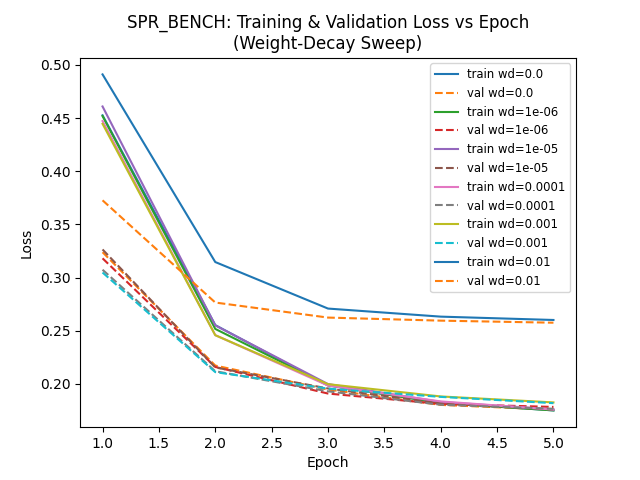 SPR_BENCH: Training & Validation Loss vs Epoch
(Weight-Decay Sweep)
0.50
0.45
0.40
0.35
0.30
0.25
0.20
Loss
train wd=0.0
val wd=0.0
train wd=1e-06
val wd=1e-06
train wd=1e-05
val wd=1e-05
train wd=0.0001
val wd=0.0001
train wd=0.001
val wd=0.001
train wd=0.01
val wd=0.01
1.0 1.5 2.0 2.5 3.0 3.5 4.0 4.5 5.0
Epoch